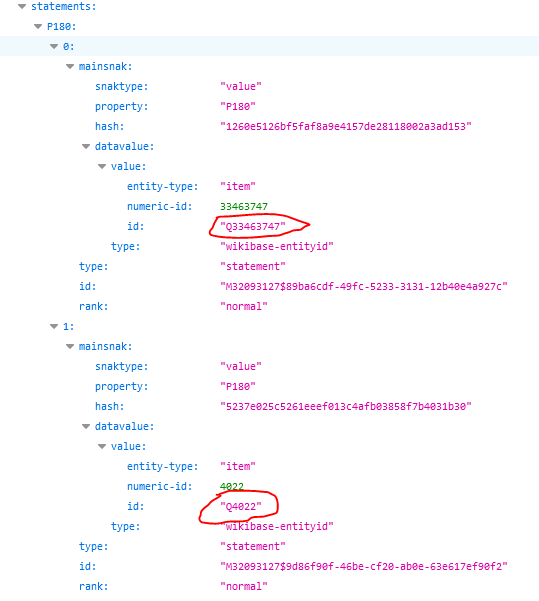 statements:
P180:
0:
mainsnak:
snaktype: "value"
property: "P180"
hash: "1260e5126bf5faf8a9e4157de28118002a3ad153"
datavalue:
value:
entity-type: "item"
numeric-id: 33463747
id: "Q33463747"
type: "wikibase-entityid"
type: "statement"
id: "M32093127$89ba6cdf-49fc-5233-3131-12b40e4a927c"
rank: "normal"
1:
mainsnak:
snaktype: "value"
property: "P180"
hash: "5237e025c5261eeef013c4afb03858f7b4031b30"
datavalue:
value:
entity-type: "item"
numeric-id: 4022
id: "Q4022"
type: "wikibase-entityid"
type: "statement"
id: "M32093127$9d86f90f-46be-cf20-ab0e-63e617ef90f2"
rank: "normal"